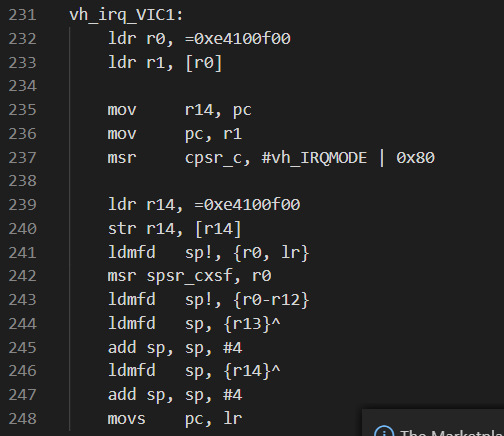 231 vh_irq_VIC1:
232 ldr r0, =0xe4100f00
233 ldr r1, [r0]
234
235 mov r14, pc
236 mov pc, r1
237 msr cpsr_c, #vh_IRQMODE | 0x80
238
239 ldr r14, =0xe4100f00
240 str r14, [r14]
241 ldmfd sp!, {r0, lr}
242 msr spsr_cxsf, r0
243 ldmfd sp!, {r0-r12}
244 ldmfd sp, {r13}^
245 add sp, sp, #4
246 ldmfd sp, {r14}^
247 add sp, sp, #4
248 movs pc, lr
The Marketpla